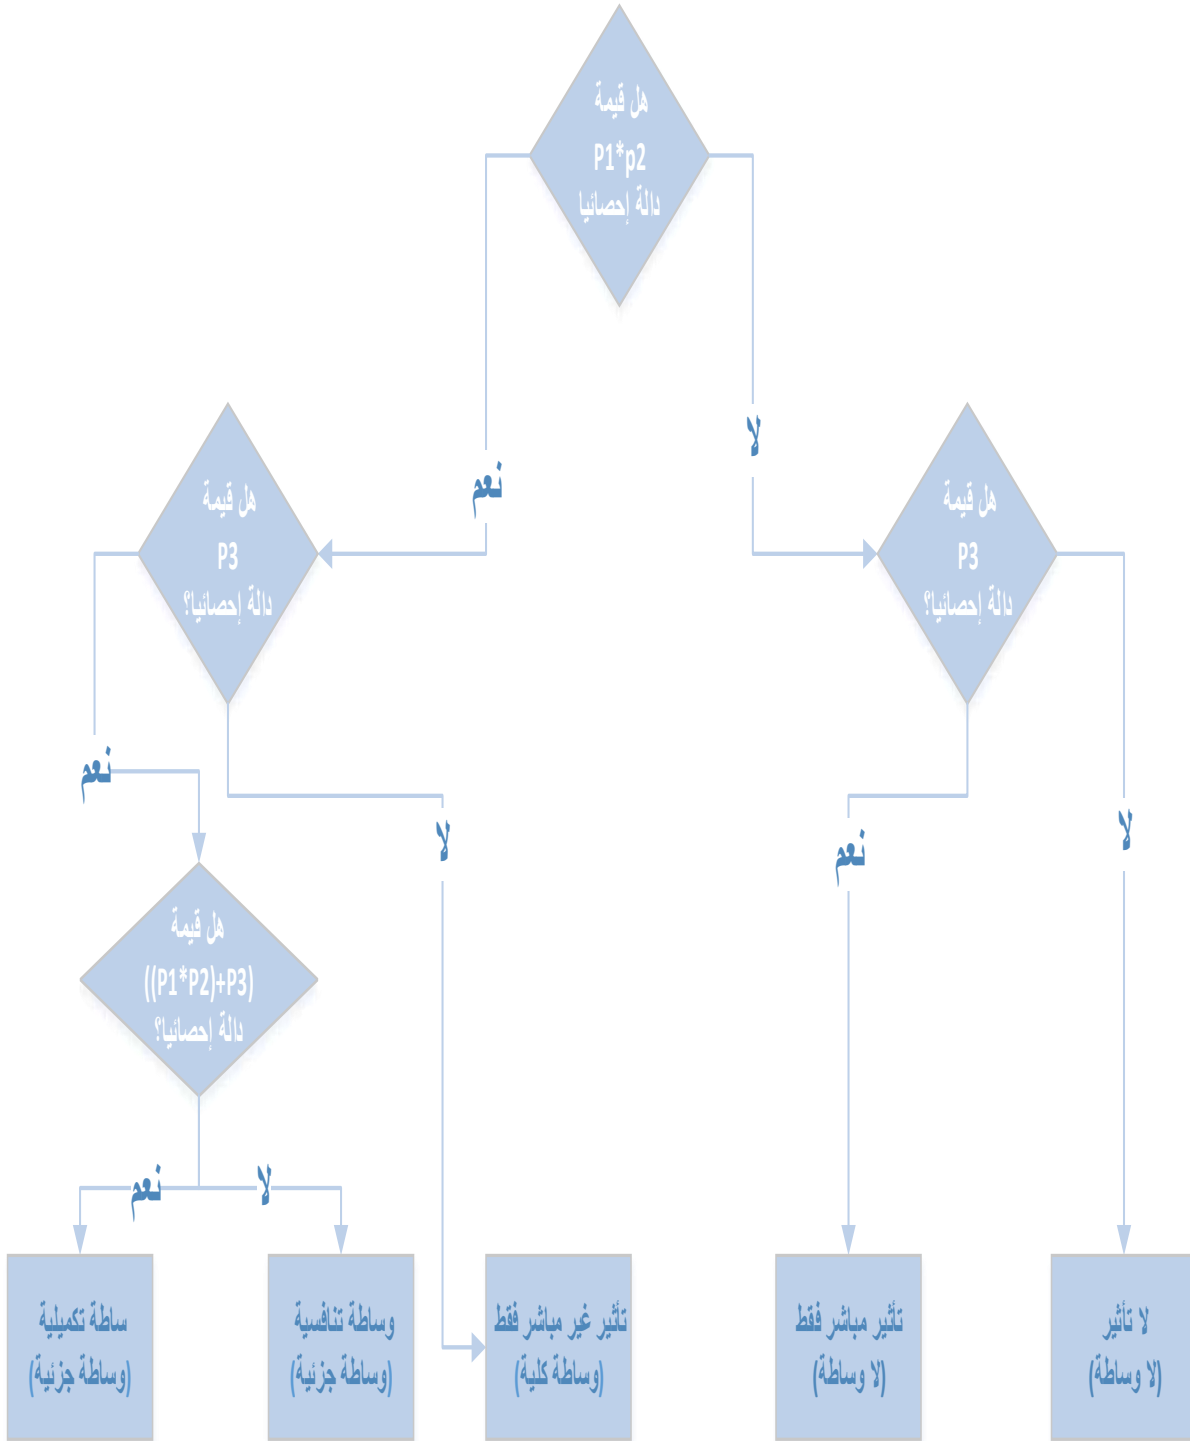 هل قيمة
P1*p2
دالة إحصائيا
لا
نعم
هل قيمة
P3
دالة إحصائيا؟
هل قيمة
P3
دالة إحصائيا؟
نعم
لا
نعم
لا
هل قيمة
((P1*P2)+P3)
دالة إحصائيا؟
نعم
لا
لا تأثير
(لا وساطة)
تأثير مباشر فقط
(لا وساطة)
تأثير غير مباشر فقط
(وساطة كلية)
وساطة تنافسية
(وساطة جزئية)
ساطة تكميلية
(وساطة جزئية)